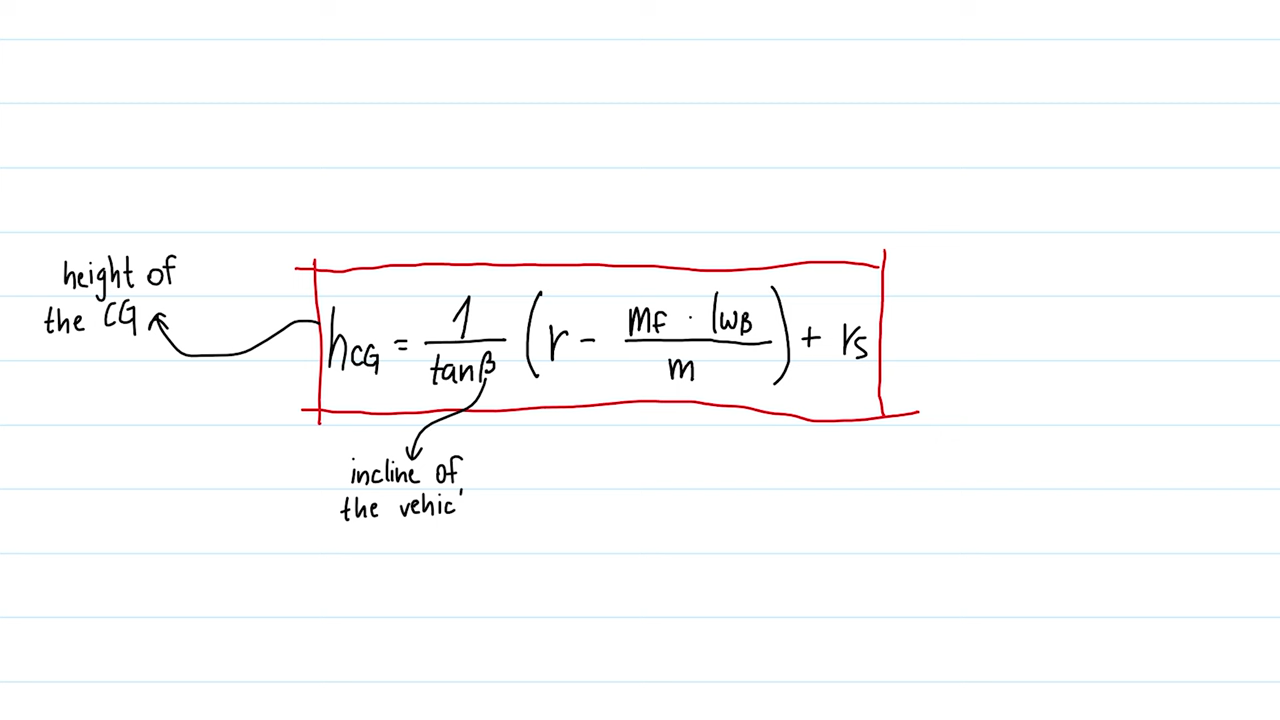 height of
the CG
h_CG = 1/tanβ (r - m_F · l_WB / m) + r_s
incline of
the vehic